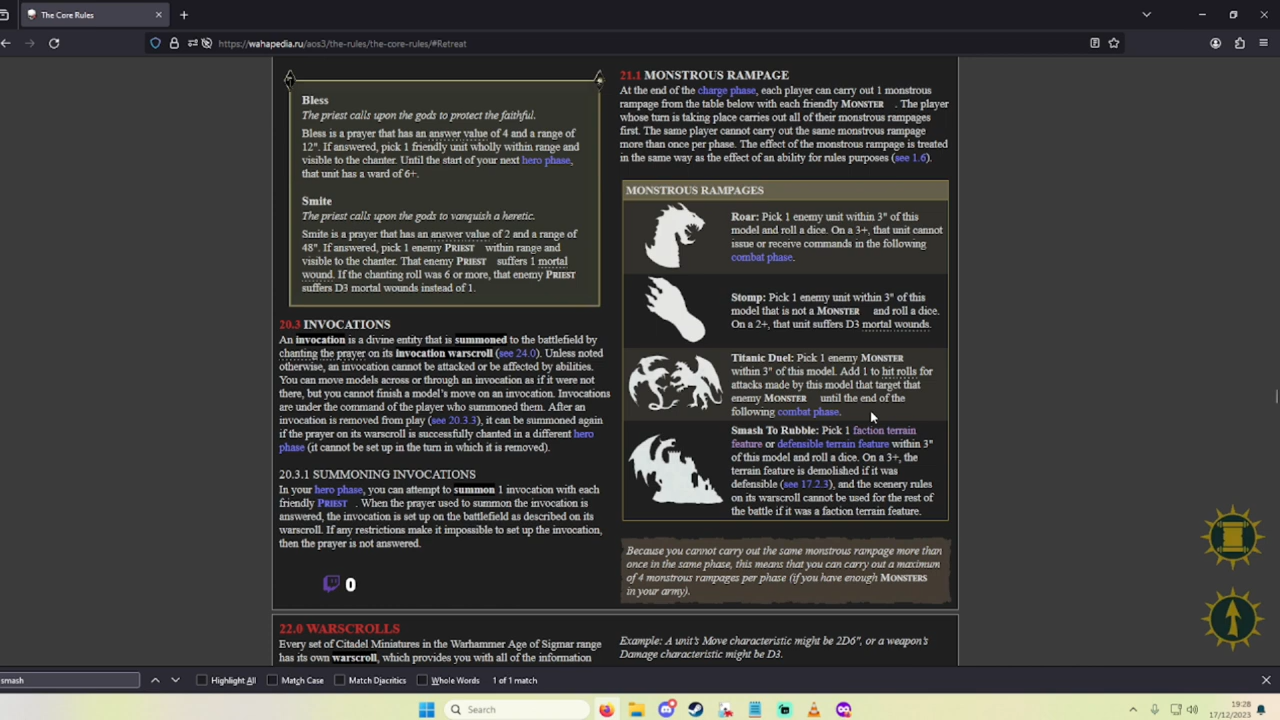 The Core Rules
https://wahapedia.ru/aos3/the-rules/the-core-rules/#Retreat
Bless
The priest calls upon the gods to protect the faithful.
Bless is a prayer that has an answer value of 4 and a range of
12". If answered, pick 1 friendly unit wholly within range and
visible to the chanter. Until the start of your next hero phase,
that unit has a ward of 6+.
Smite
The priest calls upon the gods to vanquish a heretic.
Smite is a prayer that has an answer value of 2 and a range of
48". If answered, pick 1 enemy PRIEST within range and
visible to the chanter. That enemy PRIEST suffers 1 mortal
wound. If the chanting roll was 6 or more, that enemy PRIEST
suffers D3 mortal wounds instead of 1.
20.3 INVOCATIONS
An invocation is a divine entity that is summoned to the battlefield by
chanting the prayer on its invocation warscroll (see 24.0). Unless noted
otherwise, an invocation cannot be attacked or be affected by abilities.
You can move models across or through an invocation as if it were not
there, but you cannot finish a model's move on an invocation. Invocations
are under the command of the player who summoned them. After an
invocation is removed from play (see 20.3.3), it can be summoned again
if the prayer on its warscroll is successfully chanted in a different hero
phase (it cannot be set up in the turn in which it is removed).
20.3.1 SUMMONING INVOCATIONS
In your hero phase, you can attempt to summon 1 invocation with each
friendly PRIEST . When the prayer used to summon the invocation is
answered, the invocation is set up on the battlefield as described on its
warscroll. If any restrictions make it impossible to set up the invocation,
then the prayer is not answered.
0
21.1 MONSTROUS RAMPAGE
At the end of the charge phase, each player can carry out 1 monstrous
rampage from the table below with each friendly MONSTER . The player
whose turn is taking place carries out all of their monstrous rampages
first. The same player cannot carry out the same monstrous rampage
more than once per phase. The effect of the monstrous rampage is treated
in the same way as the effect of an ability for rules purposes (see 1.6).
MONSTROUS RAMPAGES
Roar: Pick 1 enemy unit within 3" of this
model and roll a dice. On a 3+, that unit cannot
issue or receive commands in the following
combat phase.
Stomp: Pick 1 enemy unit within 3" of this
model that is not a MONSTER and roll a dice.
On a 2+, that unit suffers D3 mortal wounds.
Titanic Duel: Pick 1 enemy MONSTER
within 3" of this model. Add 1 to hit rolls for
attacks made by this model that target that
enemy MONSTER until the end of the
following combat phase.
Smash To Rubble: Pick 1 faction terrain
feature or defensible terrain feature within 3"
of this model and roll a dice. On a 3+, the
terrain feature is demolished if it was
defensible (see 17.2.3), and the scenery rules
on its warscroll cannot be used for the rest of
the battle if it was a faction terrain feature.
Because you cannot carry out the same monstrous rampage more than
once in the same phase, this means that you can carry out a maximum
of 4 monstrous rampages per phase (if you have enough MONSTERS
in your army).
22.0 WARSCROLLS
Every set of Citadel Miniatures in the Warhammer Age of Sigmar range
has its own warscroll, which provides you with all of the information
Example: A unit's Move characteristic might be 2D6", or a weapon's
Damage characteristic might be D3.
smash
Highlight All
Match Case
Match Diacritics
Whole Words
1 of 1 match
Search
19:28
17/12/2023